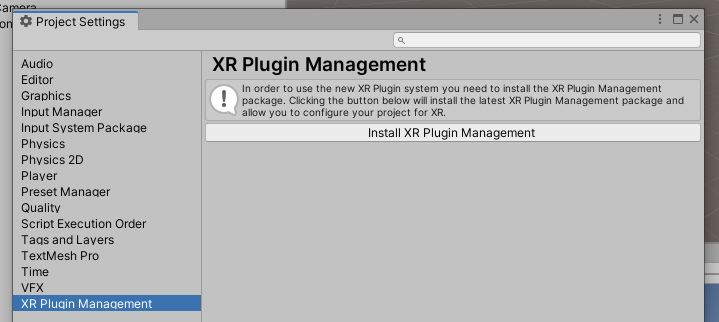 Camera
Project Settings
XR Plugin Management
In order to use the new XR Plugin system you need to install the XR Plugin Management
package. Clicking the button below will install the latest XR Plugin Management package and
allow you to configure your project for XR.
Install XR Plugin Management
Audio
Editor
Graphics
Input Manager
Input System Package
Physics
Physics 2D
Player
Preset Manager
Quality
Script Execution Order
Tags and Layers
TextMesh Pro
Time
VFX
XR Plugin Management